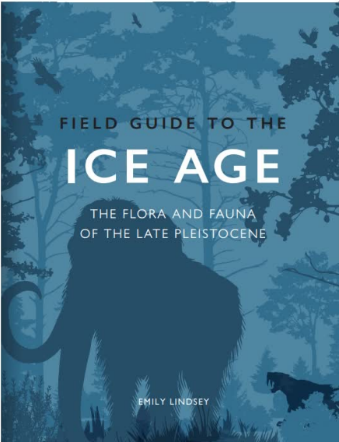 FIELD GUIDE TO THE
ICE AGE
THE FLORA AND FAUNA
OF THE LATE PLEISTOCENE
EMILY LINDSEY